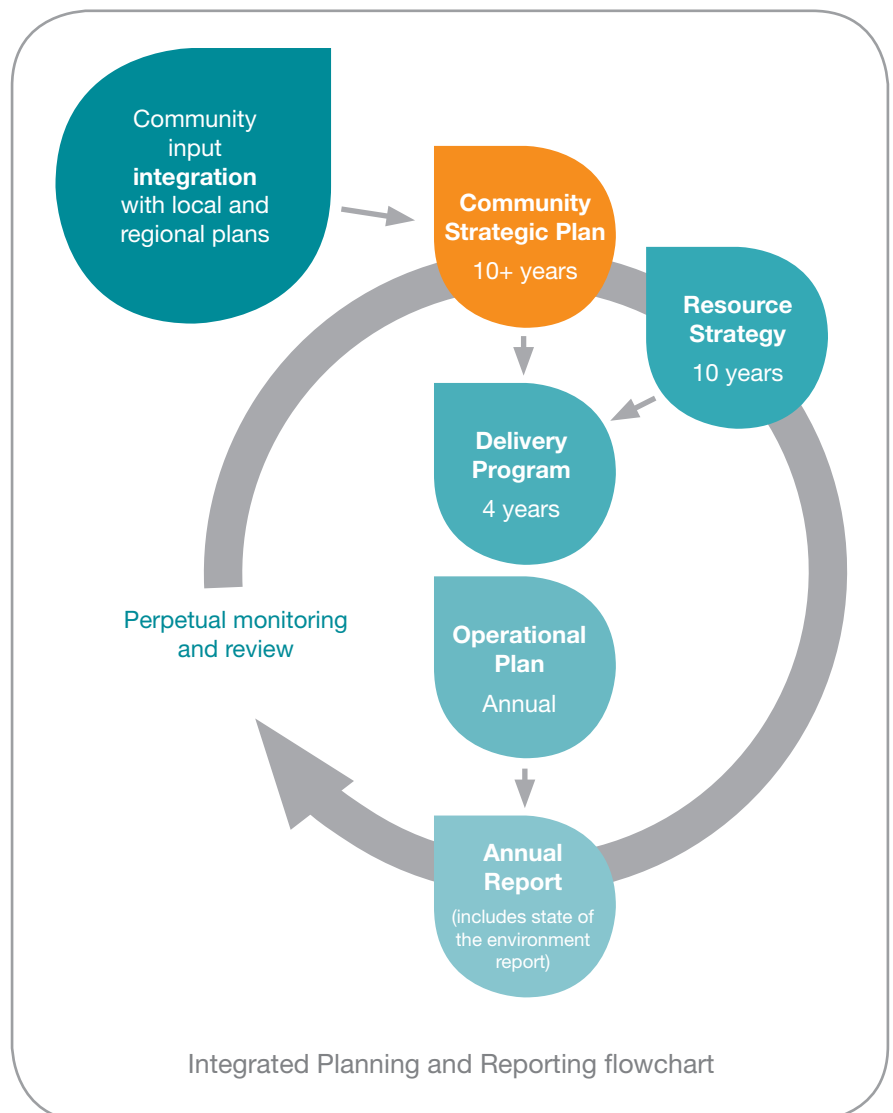 Community
input
integration
with local and
regional plans
Community
Strategic Plan
10+ years
Resource
Strategy
10 years
Delivery
Program
4 years
Perpetual monitoring
and review
Operational
Plan
Annual
Annual
Report
(includes state of
the environment
report)
Integrated Planning and Reporting flowchart